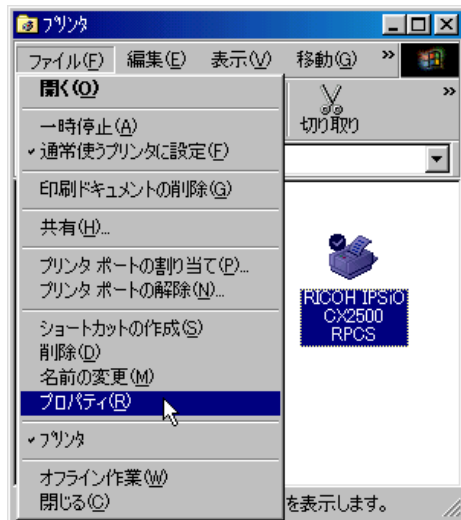 ﾌﾟﾘﾝﾀ
ファイル(F) 編集(E) 表示(V) 移動(G) »
開く(O)
一時停止(A)
通常使うプリンタに設定(F)
印刷ドキュメントの削除(G)
共有(H)...
プリンタ ポートの割り当て(P)...
プリンタ ポートの解除(N)...
ショートカットの作成(S)
削除(D)
名前の変更(M)
プロパティ(R)
ﾌﾟﾘﾝﾀ
オフライン作業(W)
閉じる(C)
切り取り
»
RICOH IPSiO
CX2500
RPCS
を表示します。